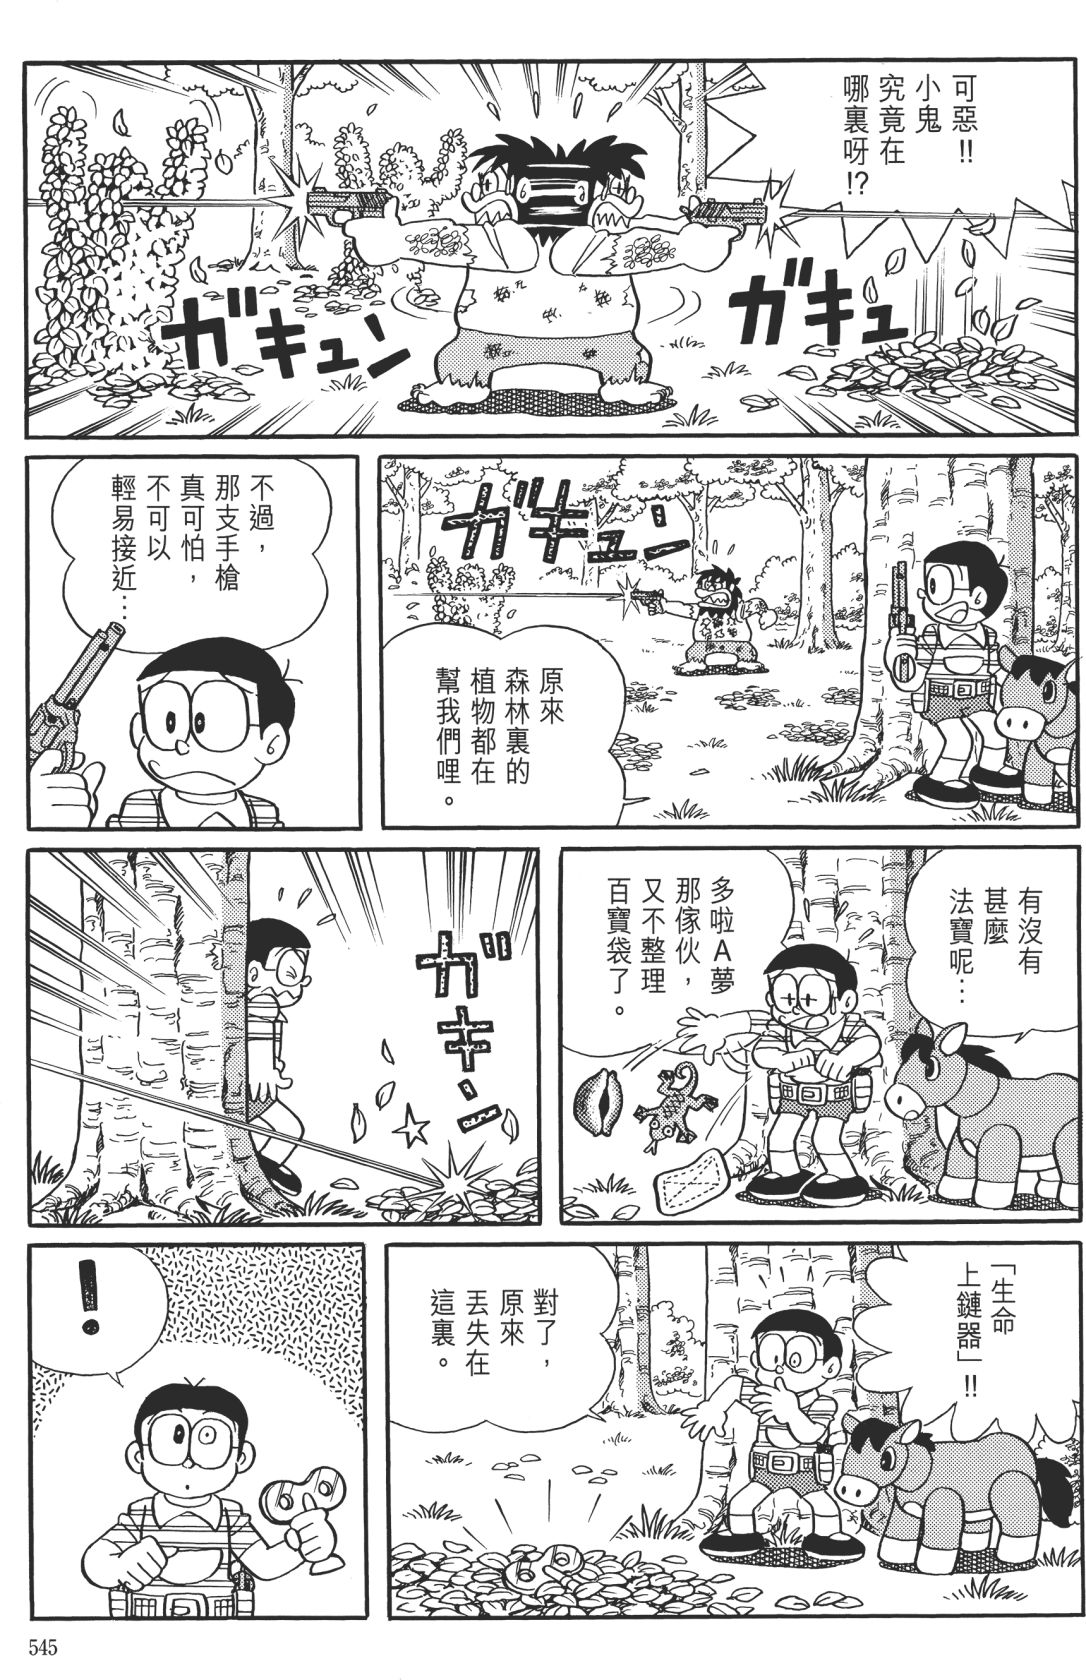 可惡!!
小鬼
究竟在
哪裏呀!?
ガキュ
ガキュン
ガキュン
原來
森林裏的
植物都在
幫我們哩。
不過，
那支手槍
真可怕，
不可以
輕易接近…
有沒有
甚麼
法寶呢…
多啦A夢
那傢伙，
又不整理
百寶袋了。
ガキーン
「生命
上鏈器」!!
對了，
原來
丟失在
這裏。
！
545